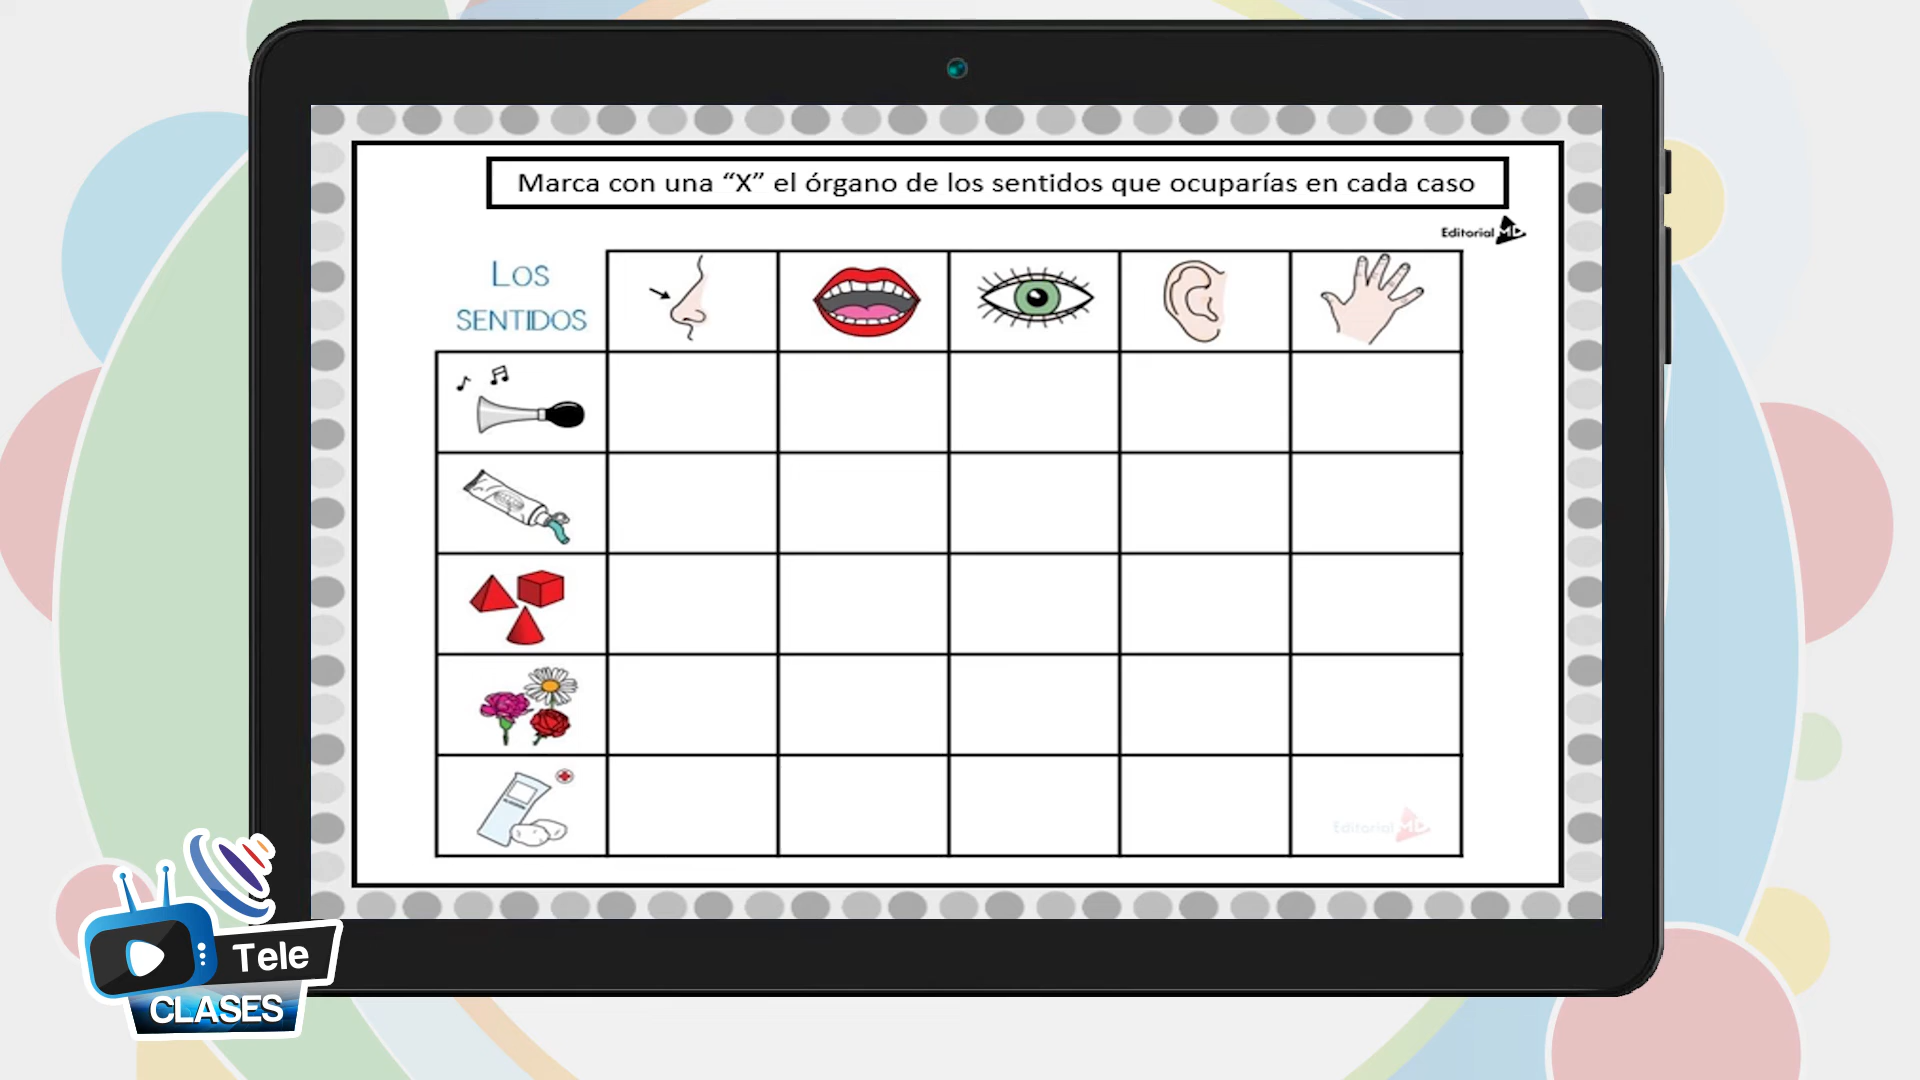 Marca con una “X” el órgano de los sentidos que ocuparías en cada caso
Editorial MD
LOS
SENTIDOS
Editorial MD
Tele
CLASES